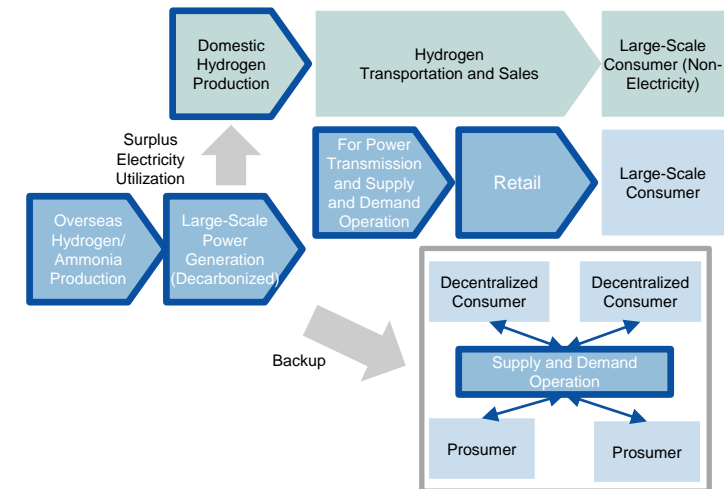 Domestic
Hydrogen
Production
Hydrogen
Transportation and Sales
Large-Scale
Consumer (Non-
Electricity)
Surplus
Electricity
Utilization
For Power
Transmission
and Supply
and Demand
Operation
Retail
Large-Scale
Consumer
Overseas
Hydrogen/
Ammonia
Production
Large-Scale
Power
Generation
(Decarbonized)
Backup
Decentralized
Consumer
Decentralized
Consumer
Supply and Demand
Operation
Prosumer
Prosumer